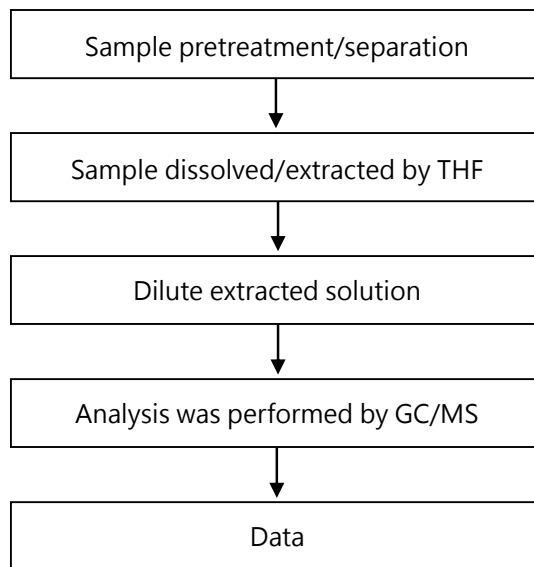 Sample pretreatment/separation
Sample dissolved/extracted by THF
Dilute extracted solution
Analysis was performed by GC/MS
Data